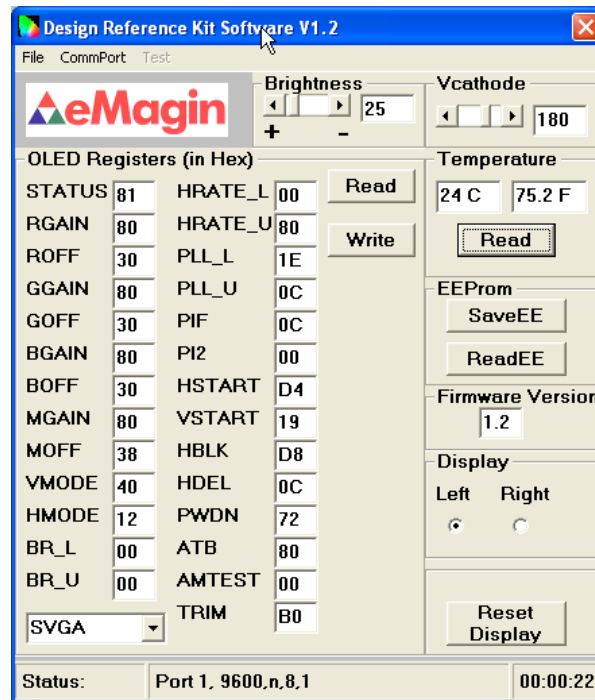 Design Reference Kit Software V1.2
File CommPort Test
eMagin
Brightness
25
+ -
Vcathode
180
OLED Registers (in Hex)
STATUS 81 HRATE_L 00
RGAIN 80 HRATE_U 80
ROFF 30 PLL_L 1E
GGAIN 80 PLL_U 0C
GOFF 30 PIF 0C
BGAIN 80 PI2 00
BOFF 30 HSTART D4
MGAIN 80 VSTART 19
MOFF 38 HBLK D8
VMODE 40 HDEL 0C
HMODE 12 PWDN 72
BR_L 00 ATB 80
BR_U 00 AMTEST 00
SVGA TRIM B0
Read
Write
Temperature
24 C 75.2 F
Read
EEProm
SaveEE
ReadEE
Firmware Version
1.2
Display
Left Right
Reset
Display
Status: Port 1, 9600,n,8,1 00:00:22